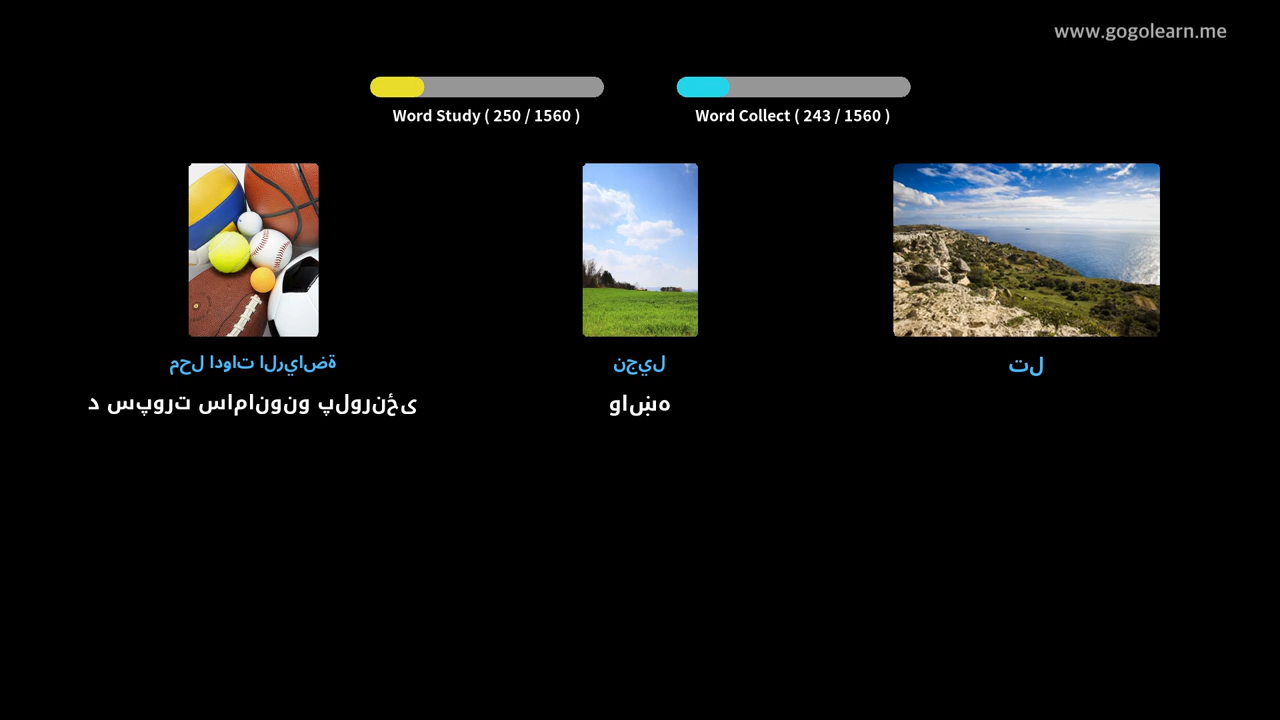 www.gogolearn.me
Word Study ( 250 / 1560 )
Word Collect ( 243 / 1560 )
محل ادوات الرياضة
نجيل
تل
د سپورت سامانونو پلورنځی
واښه